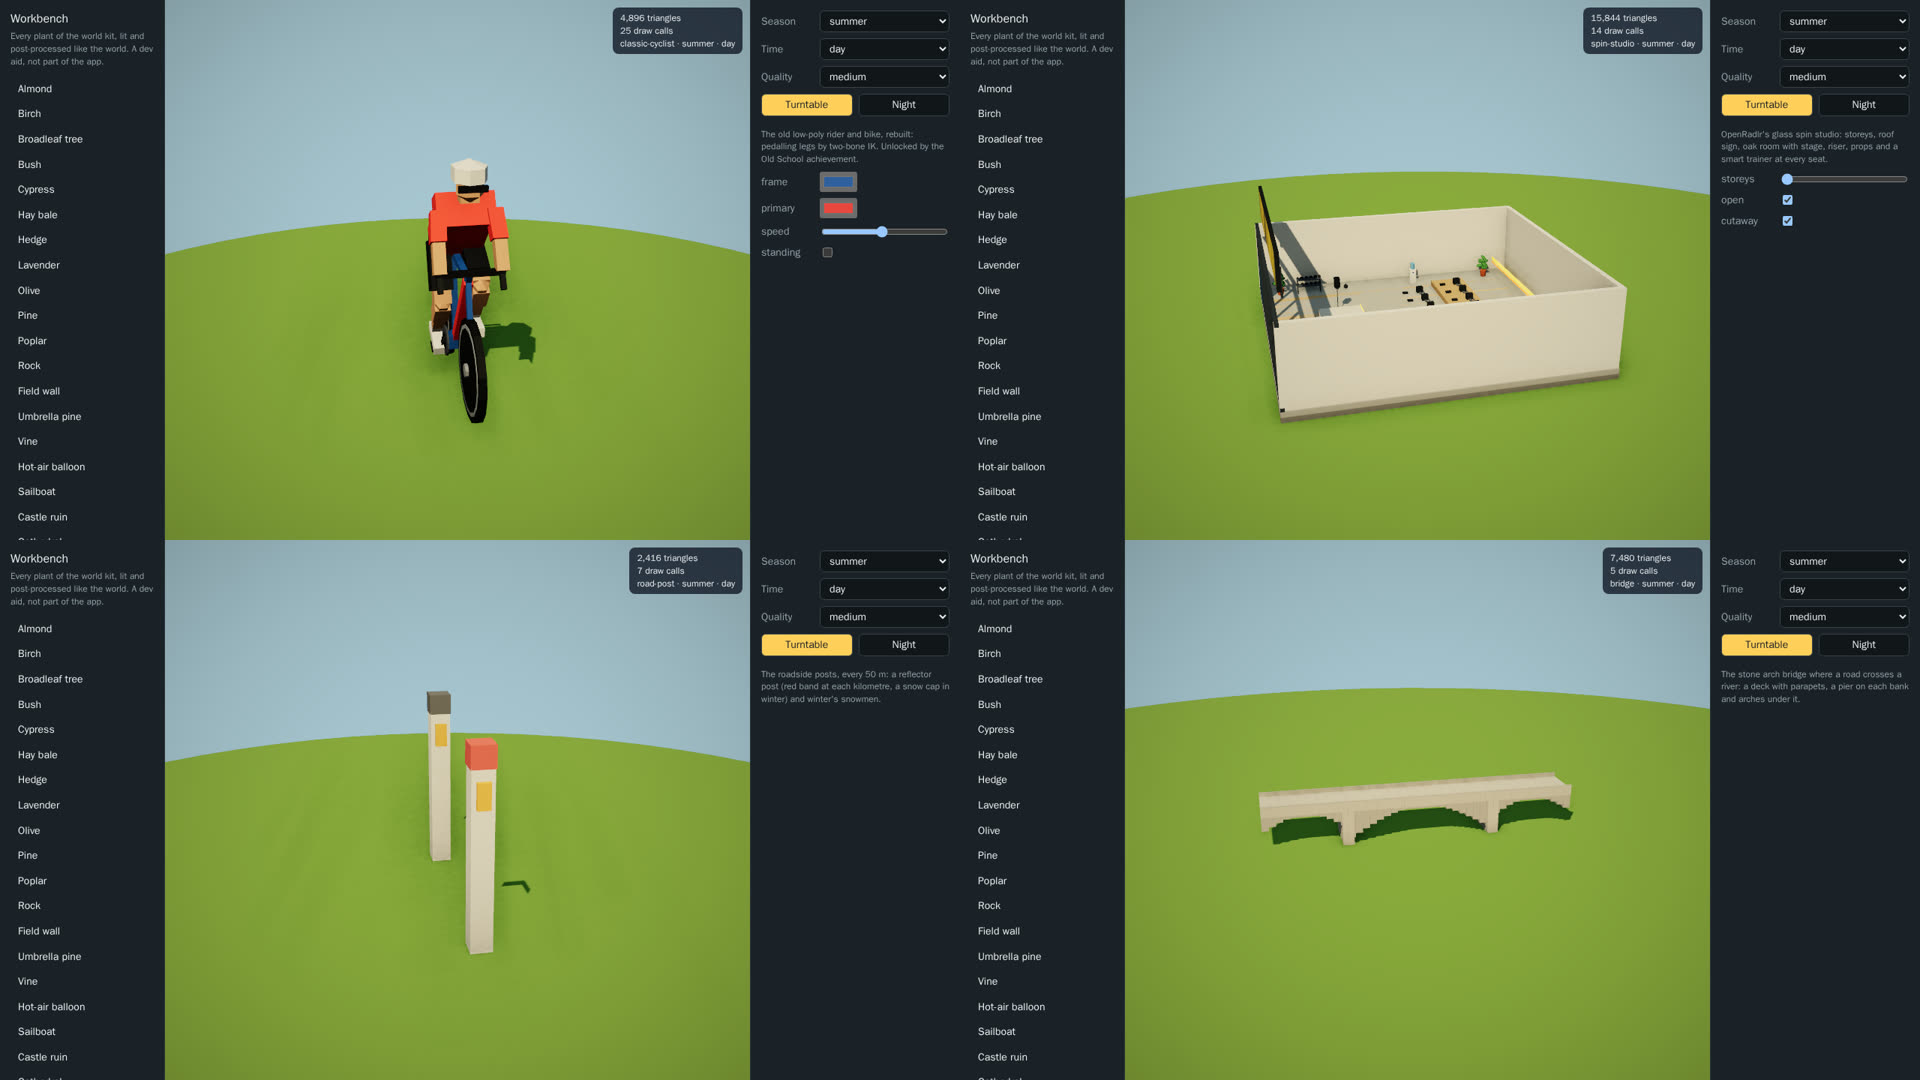 Workbench
Every plant of the world kit, lit and
post-processed like the world. A dev
aid, not part of the app.
Almond
Birch
Broadleaf tree
Bush
Cypress
Hay bale
Hedge
Lavender
Olive
Pine
Poplar
Rock
Field wall
Umbrella pine
Vine
Hot-air balloon
Sailboat
Castle ruin
4,896 triangles
25 draw calls
classic-cyclist · summer · day
Season
summer
Time
day
Quality
medium
Turntable
Night
The old low-poly rider and bike, rebuilt:
pedalling legs by two-bone IK. Unlocked by the
Old School achievement.
frame
primary
speed
standing
Workbench
Every plant of the world kit, lit and
post-processed like the world. A dev
aid, not part of the app.
Almond
Birch
Broadleaf tree
Bush
Cypress
Hay bale
Hedge
Lavender
Olive
Pine
Poplar
Rock
Field wall
Umbrella pine
Vine
Hot-air balloon
Sailboat
Castle ruin
15,844 triangles
14 draw calls
spin-studio · summer · day
Season
summer
Time
day
Quality
medium
Turntable
Night
OpenRadlr's glass spin studio: storeys, roof
sign, oak room with stage, riser, props and a
smart trainer at every seat.
storeys
open
cutaway
Workbench
Every plant of the world kit, lit and
post-processed like the world. A dev
aid, not part of the app.
Almond
Birch
Broadleaf tree
Bush
Cypress
Hay bale
Hedge
Lavender
Olive
Pine
Poplar
Rock
Field wall
Umbrella pine
Vine
Hot-air balloon
Sailboat
Castle ruin
2,416 triangles
7 draw calls
road-post · summer · day
Season
summer
Time
day
Quality
medium
Turntable
Night
The roadside posts, every 50 m: a reflector
post (red band at each kilometre, a snow cap in
winter) and winter's snowmen.
Workbench
Every plant of the world kit, lit and
post-processed like the world. A dev
aid, not part of the app.
Almond
Birch
Broadleaf tree
Bush
Cypress
Hay bale
Hedge
Lavender
Olive
Pine
Poplar
Rock
Field wall
Umbrella pine
Vine
Hot-air balloon
Sailboat
Castle ruin
7,480 triangles
5 draw calls
bridge · summer · day
Season
summer
Time
day
Quality
medium
Turntable
Night
The stone arch bridge where a road crosses a
river: a deck with parapets, a pier on each bank
and arches under it.